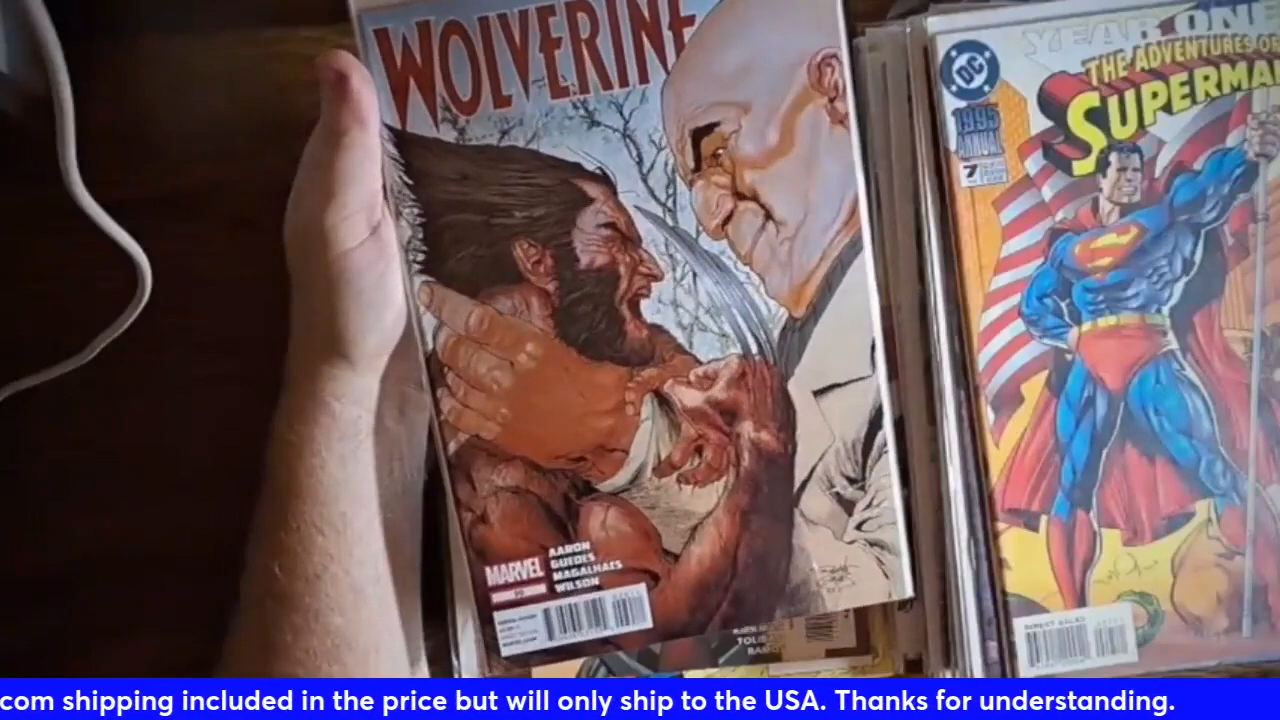 WOLVERINE
MARVEL
AARON
GUEDES
MAGALHAES
WILSON
YEAR ONE
DC
THE ADVENTURES OF
SUPERMAN
1995
ANNUAL
7
com shipping included in the price but will only ship to the USA. Thanks for understanding.